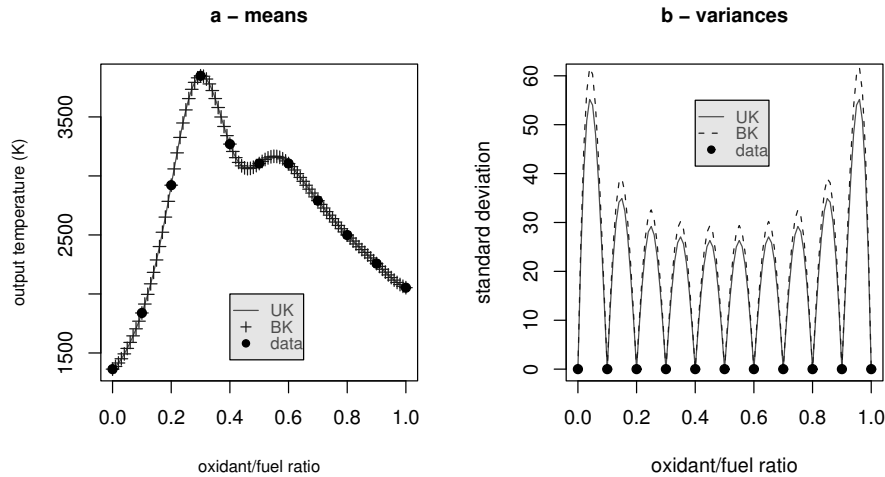 a – means
output temperature (K)
3500
2500
1500
UK
BK
data
0.0 0.2 0.4 0.6 0.8 1.0
oxidant/fuel ratio
b – variances
standard deviation
60
50
40
30
20
10
0
UK
BK
data
0.0 0.2 0.4 0.6 0.8 1.0
oxidant/fuel ratio